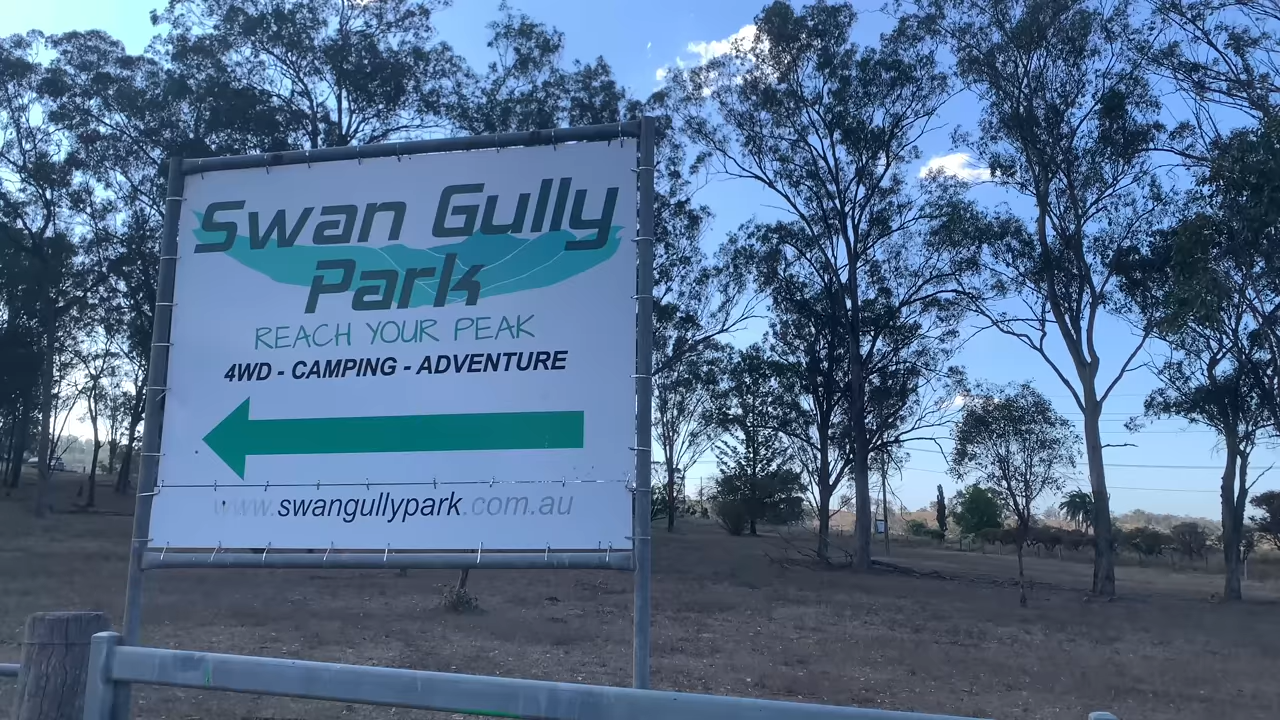 Swan Gully
Park
REACH YOUR PEAK
4WD - CAMPING - ADVENTURE
www.swangullypark.com.au